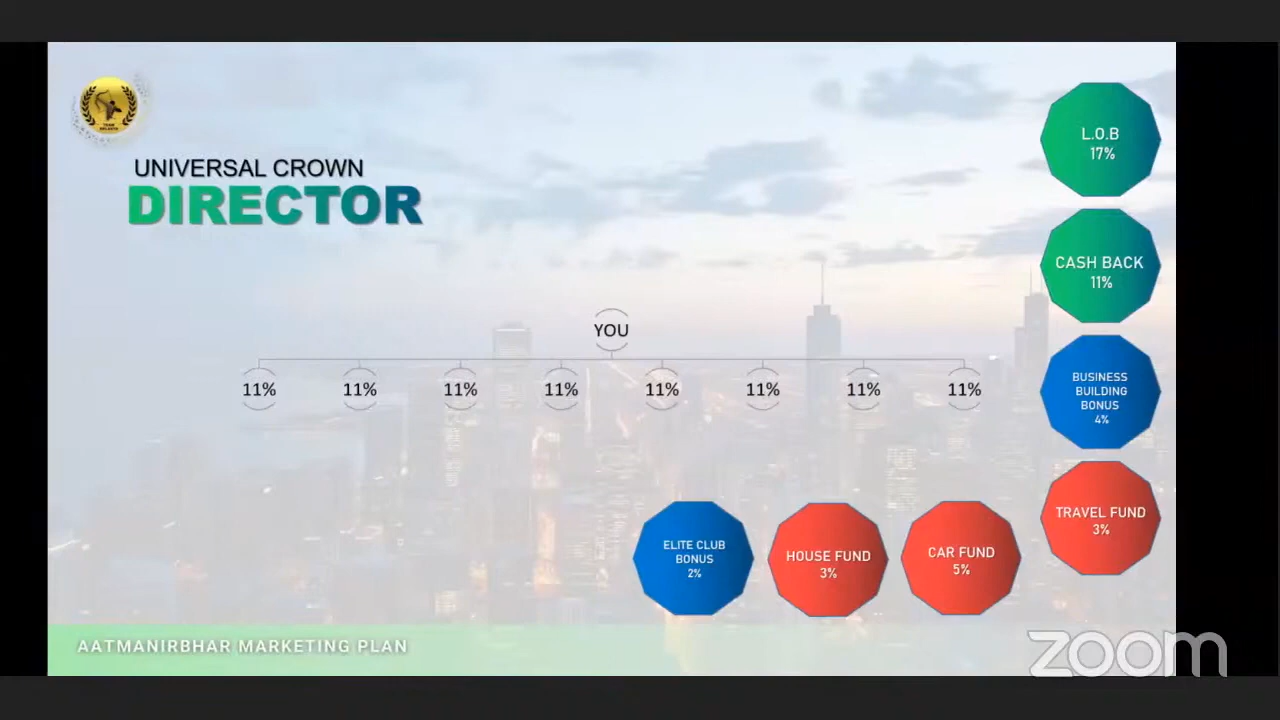 UNIVERSAL CROWN
DIRECTOR
YOU
11% 11% 11% 11% 11% 11% 11% 11%
L.O.B
17%
CASH BACK
11%
BUSINESS
BUILDING
BONUS
4%
TRAVEL FUND
3%
ELITE CLUB
BONUS
2%
HOUSE FUND
3%
CAR FUND
5%
AATMANIRBHAR MARKETING PLAN
zoom